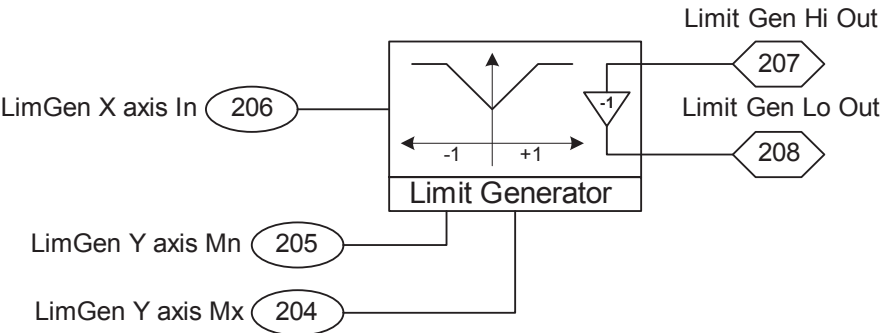 Limit Gen Hi Out
207
LimGen X axis In 206
-1
Limit Gen Lo Out
-1 +1
208
Limit Generator
LimGen Y axis Mn 205
LimGen Y axis Mx 204